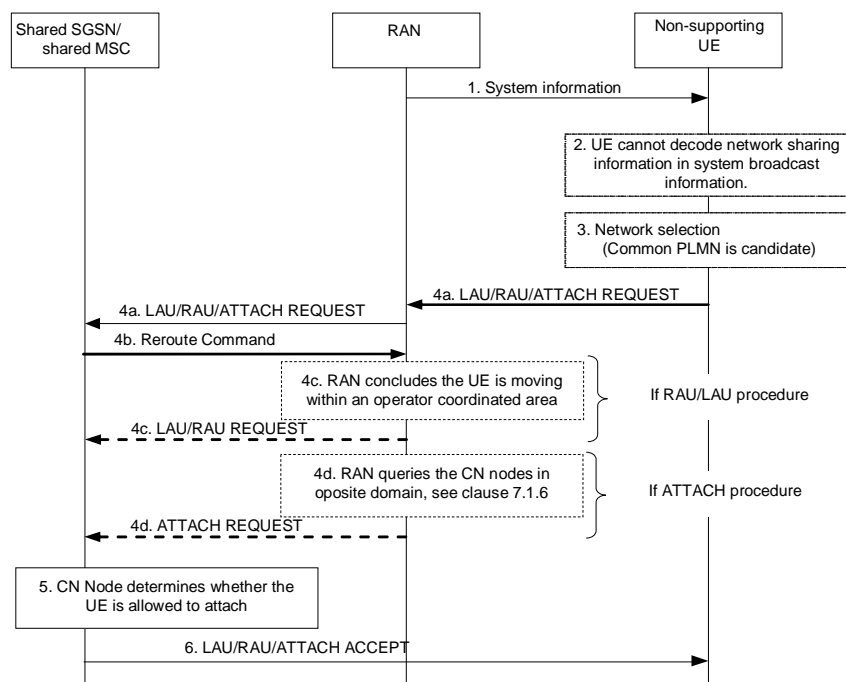 Shared SGSN/
shared MSC
RAN
Non-supporting
UE
1. System information
2. UE cannot decode network sharing
information in system broadcast
information.
3. Network selection
(Common PLMN is candidate)
4a. LAU/RAU/ATTACH REQUEST
4a. LAU/RAU/ATTACH REQUEST
4b. Reroute Command
4c. RAN concludes the UE is moving
within an operator coordinated area
If RAU/LAU procedure
4c. LAU/RAU REQUEST
4d. RAN queries the CN nodes in
oposite domain, see clause 7.1.6
If ATTACH procedure
4d. ATTACH REQUEST
5. CN Node determines whether the
UE is allowed to attach
6. LAU/RAU/ATTACH ACCEPT